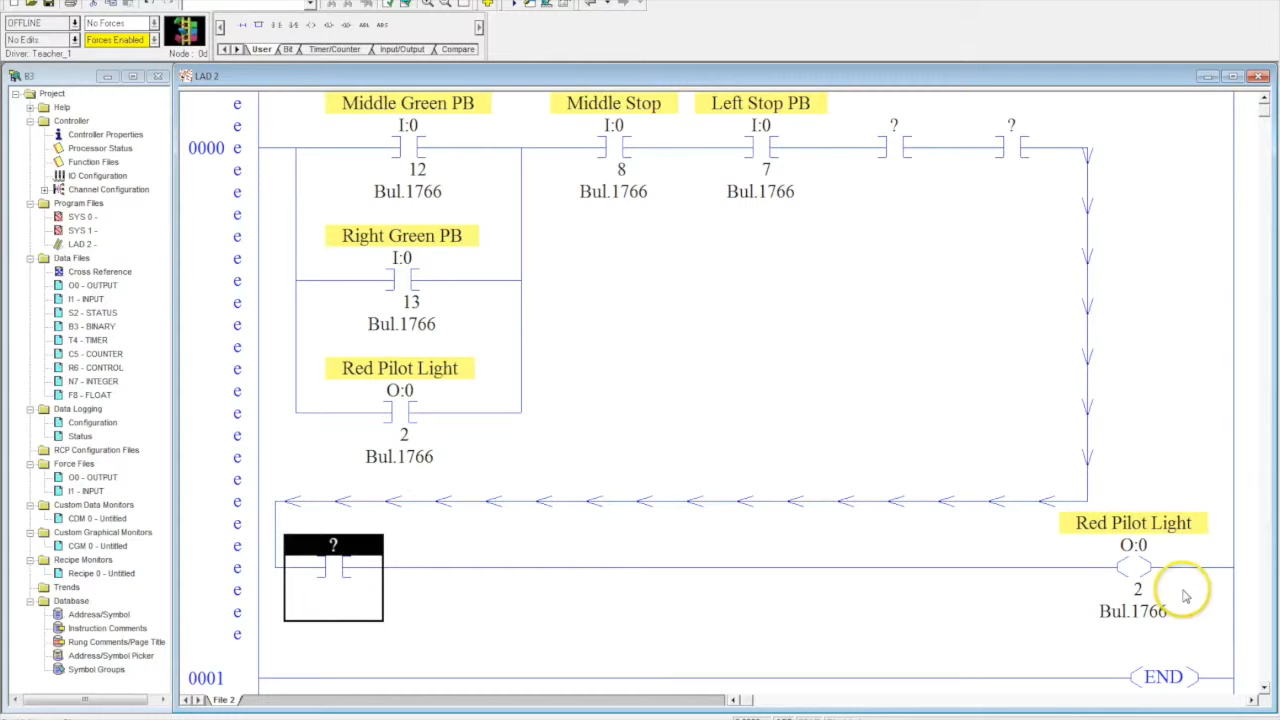 OFFLINE
No Forces
No Edits
Forces Enabled
Driver: Teacher_1
Node : 0d
ABL
ABS
User
Bit
Timer/Counter
Input/Output
Compare
B3
Project
Help
Controller
Controller Properties
Processor Status
Function Files
IO Configuration
Channel Configuration
Program Files
SYS 0 -
SYS 1 -
LAD 2 -
Data Files
Cross Reference
O0 - OUTPUT
I1 - INPUT
S2 - STATUS
B3 - BINARY
T4 - TIMER
C5 - COUNTER
R6 - CONTROL
N7 - INTEGER
F8 - FLOAT
Data Logging
Configuration
Status
RCP Configuration Files
Force Files
O0 - OUTPUT
I1 - INPUT
Custom Data Monitors
CDM 0 - Untitled
Custom Graphical Monitors
CGM 0 - Untitled
Recipe Monitors
Recipe 0 - Untitled
Trends
Database
Address/Symbol
Instruction Comments
Rung Comments/Page Title
Address/Symbol Picker
Symbol Groups
LAD 2
e Middle Green PB Middle Stop Left Stop PB
e I:0 I:0 I:0 ? ?
0000 e
e 12 8 7
e Bul.1766 Bul.1766 Bul.1766
e
e Right Green PB
e I:0
e
e 13
e Bul.1766
e
e Red Pilot Light
e O:0
e
e 2
e Bul.1766
e
e
e Red Pilot Light
e ? O:0
e
e 2
e Bul.1766
e
0001 END
File 2